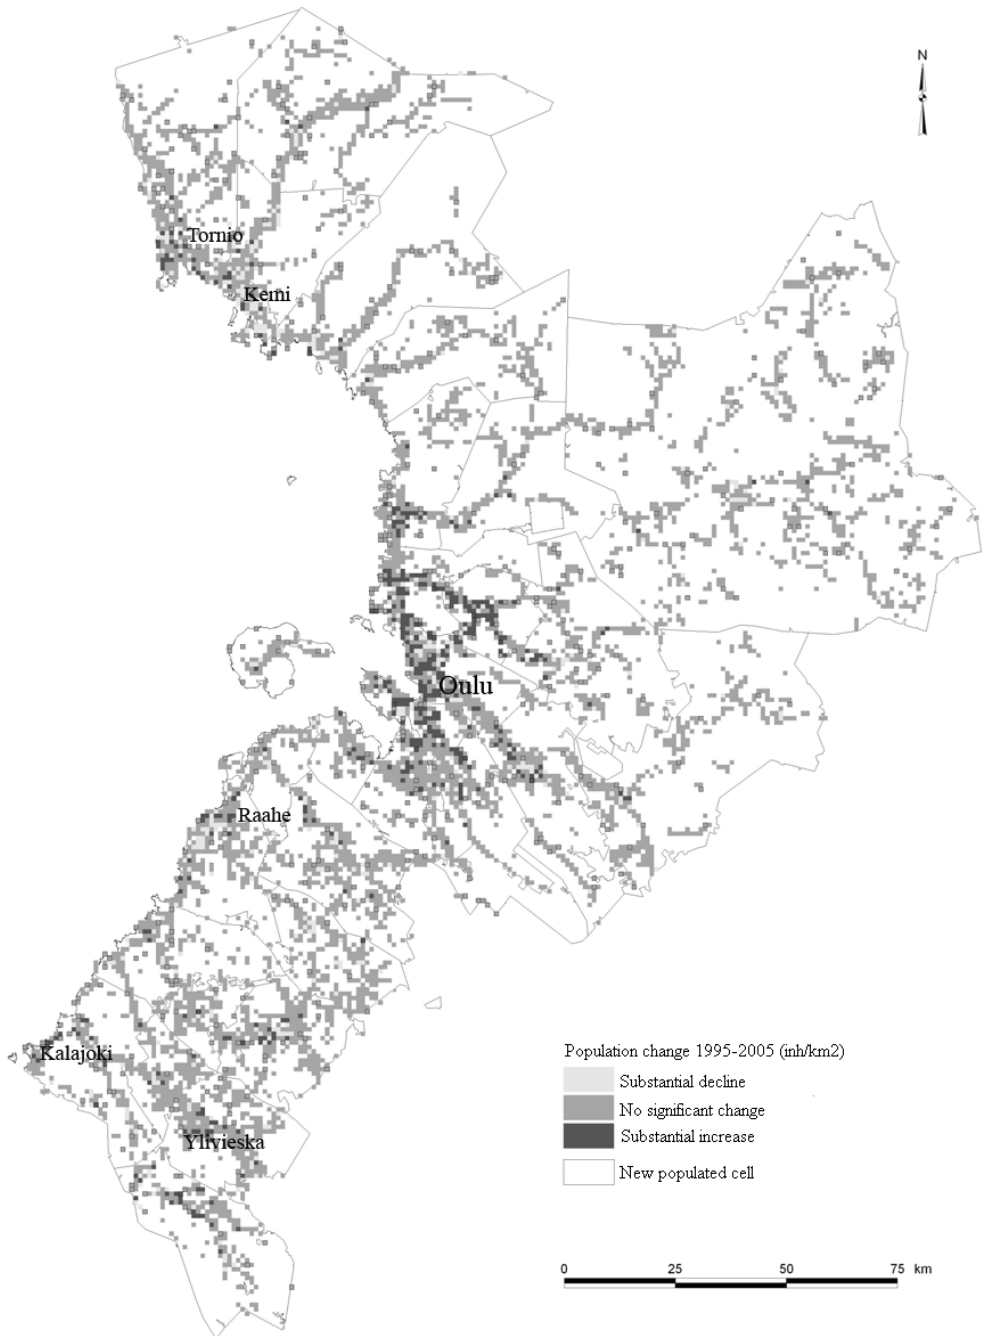 N
Tornio
Kemi
Oulu
Raahe
Kalajoki
Ylivieska
Population change 1995-2005 (inh/km2)
Substantial decline
No significant change
Substantial increase
New populated cell
0 25 50 75 km